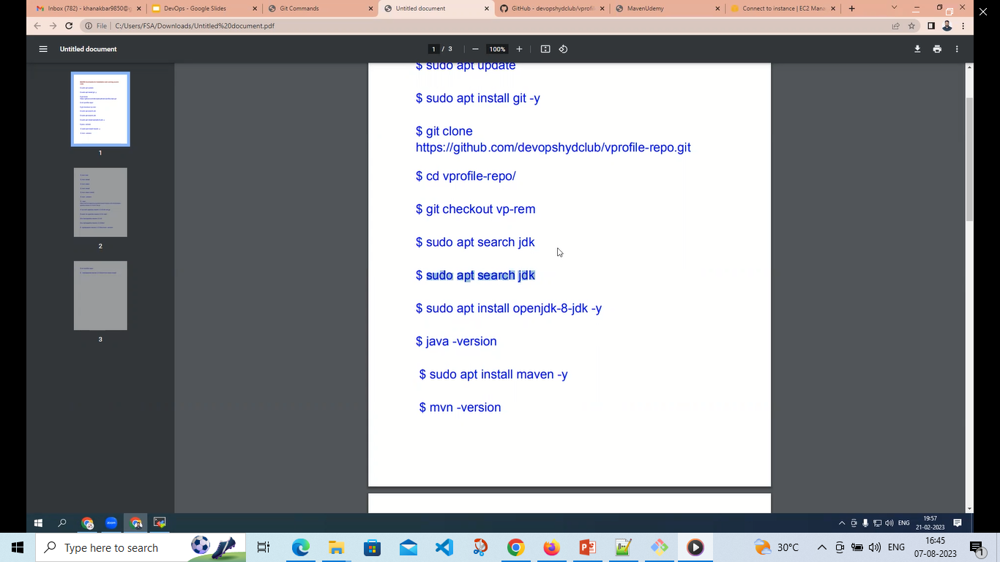 Inbox (782) - khanakbar9850@g
DevOps - Google Slides
Git Commands
Untitled document
GitHub - devopshydclub/vprofil
MavenUdemy
Connect to instance | EC2 Mana
File
C:/Users/FSA/Downloads/Untitled%20document.pdf
Untitled document
1 / 3
100%
$ sudo apt update
$ sudo apt install git -y
$ git clone
https://github.com/devopshydclub/vprofile-repo.git
$ cd vprofile-repo/
$ git checkout vp-rem
$ sudo apt search jdk
$ sudo apt search jdk
$ sudo apt install openjdk-8-jdk -y
$ java -version
$ sudo apt install maven -y
$ mvn -version
1
2
3
zoom
ENG
19:57
21-02-2023
Type here to search
30°C
ENG
16:45
07-08-2023
1